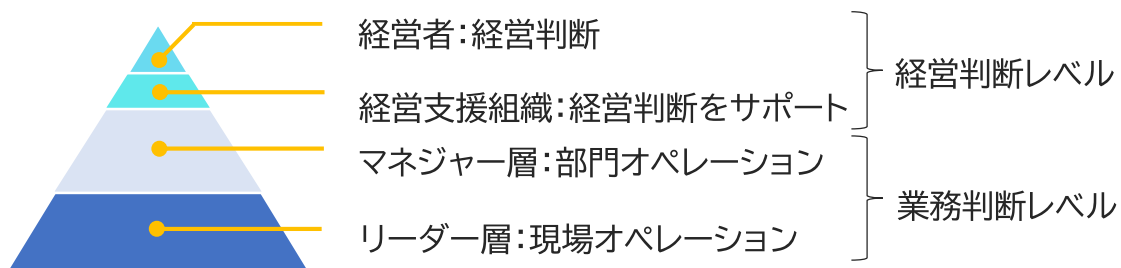 経営者：経営判断
経営支援組織：経営判断をサポート
経営判断レベル
マネジャー層：部門オペレーション
リーダー層：現場オペレーション
業務判断レベル